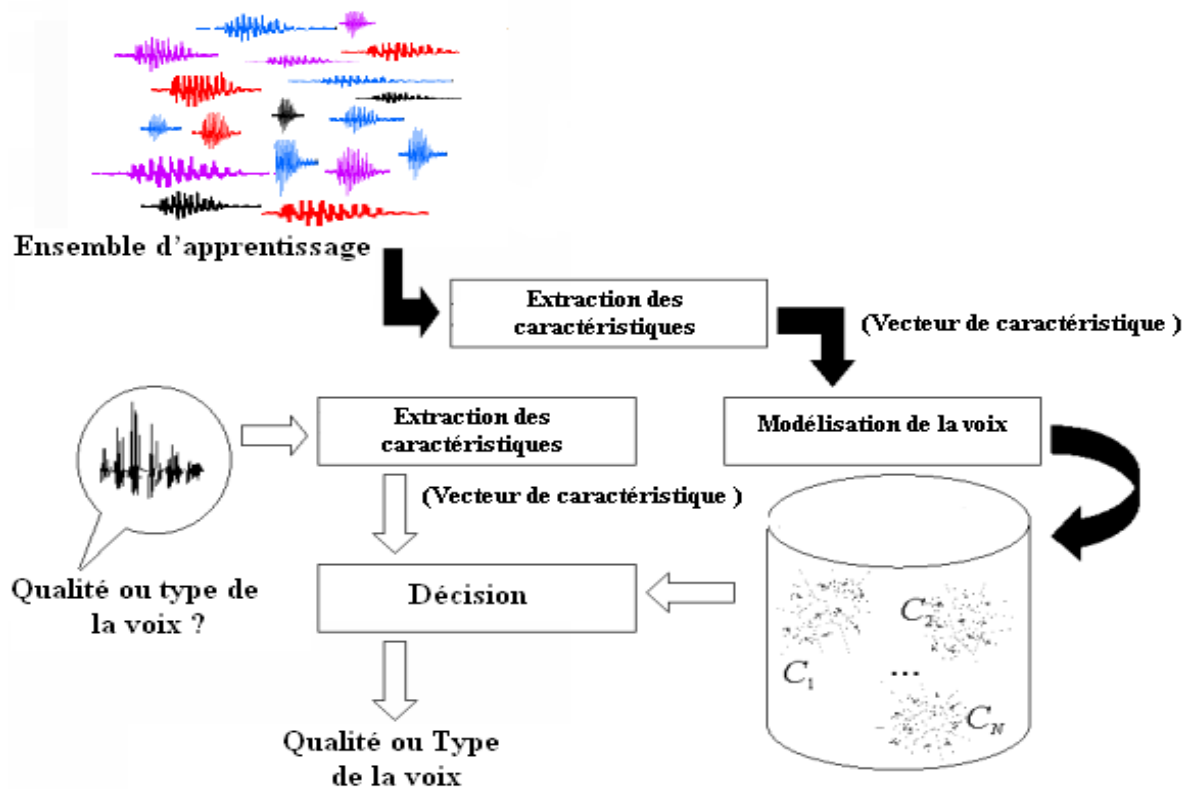 Ensemble d'apprentissage
Extraction des
caractéristiques
(Vecteur de caractéristique )
Extraction des
caractéristiques
Modélisation de la voix
(Vecteur de caractéristique )
Qualité ou type de
la voix ?
Décision
C₁
C₂
...
C_N
Qualité ou Type
de la voix